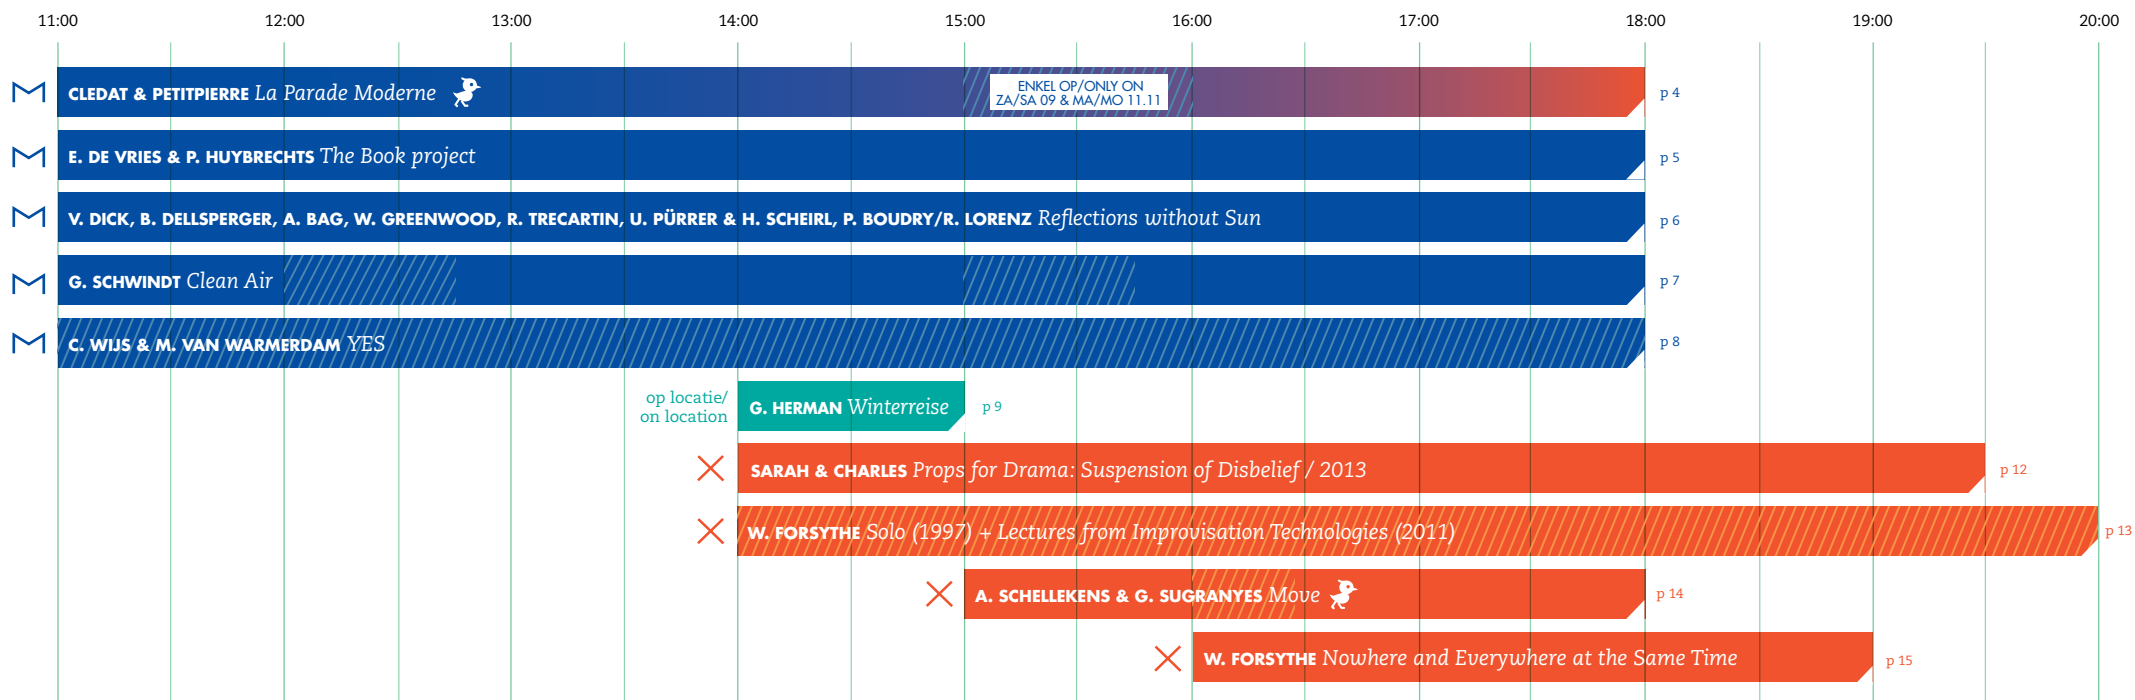 11:00 12:00 13:00 14:00 15:00 16:00 17:00 18:00 19:00 20:00
CLEDAT & PETITPIERRE La Parade Moderne
ENKEL OP/ONLY ON
ZA/SA 09 & MA/MO 11.11
p 4
E. DE VRIES & P. HUYBRECHTS The Book project p 5
V. DICK, B. DELLSPERGER, A. BAG, W. GREENWOOD, R. TRECARTIN, U. PÜRRER & H. SCHEIRL, P. BOUDRY/R. LORENZ Reflections without Sun p 6
G. SCHWINDT Clean Air p 7
C. WIJS & M. VAN WARMERDAM YES p 8
op locatie/
on location
G. HERMAN Winterreise p 9
SARAH & CHARLES Props for Drama: Suspension of Disbelief / 2013 p 12
W. FORSYTHE Solo (1997) + Lectures from Improvisation Technologies (2011) p 13
A. SCHELLEKENS & G. SUGRANYES Move p 14
W. FORSYTHE Nowhere and Everywhere at the Same Time p 15